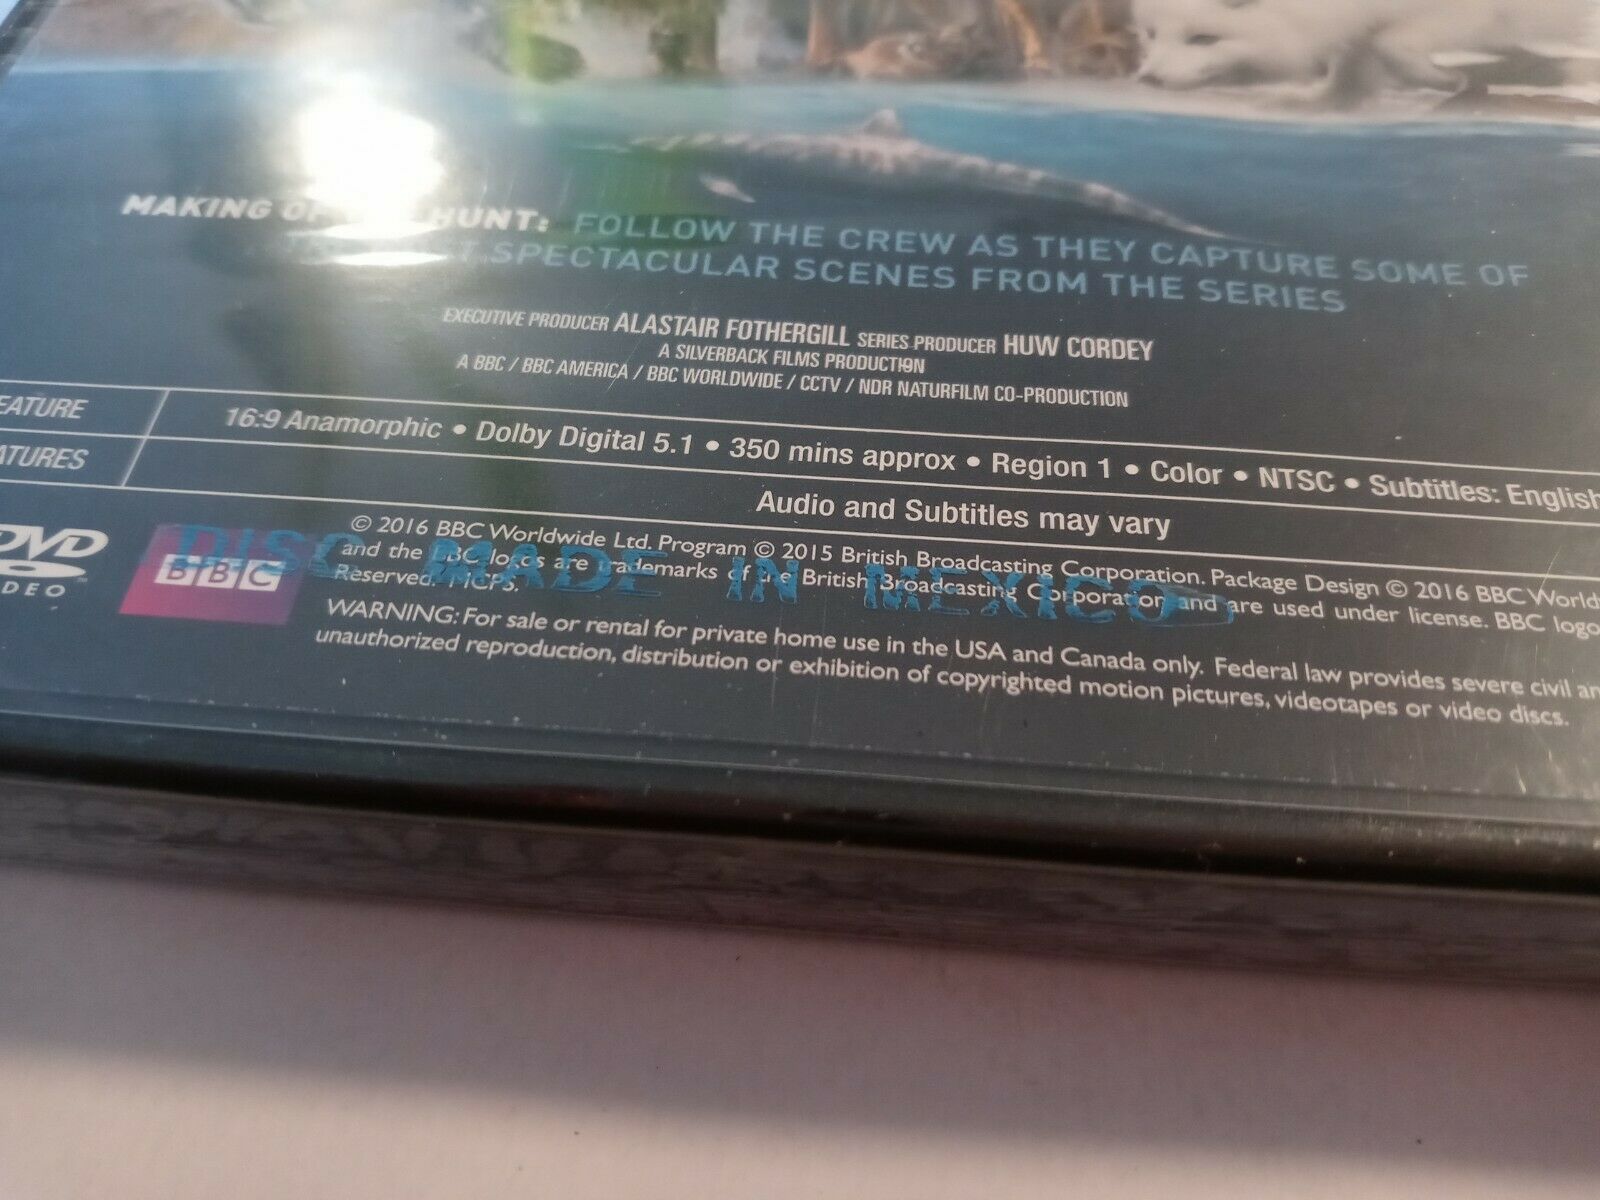 MAKING OF HUNT: FOLLOW THE CREW AS THEY CAPTURE SOME OF
SPECTACULAR SCENES FROM THE SERIES
EXECUTIVE PRODUCER ALASTAIR FOTHERGILL SERIES PRODUCER HUW CORDEY
A SILVERBACK FILMS PRODUCTION
A BBC / BBC AMERICA / BBC WORLDWIDE / CCTV / NDR NATURFILM CO-PRODUCTION
EATURE
16:9 Anamorphic • Dolby Digital 5.1 • 350 mins approx • Region 1 • Color • NTSC • Subtitles: English
ATURES
Audio and Subtitles may vary
DVD
VIDEO
BBC
DISC MADE IN MEXICO
© 2016 BBC Worldwide Ltd. Program © 2015 British Broadcasting Corporation. Package Design © 2016 BBC World
and the BBC logos are trademarks of the British Broadcasting Corporation and are used under license. BBC logo
Reserved. MCPS.
WARNING: For sale or rental for private home use in the USA and Canada only. Federal law provides severe civil an
unauthorized reproduction, distribution or exhibition of copyrighted motion pictures, videotapes or video discs.